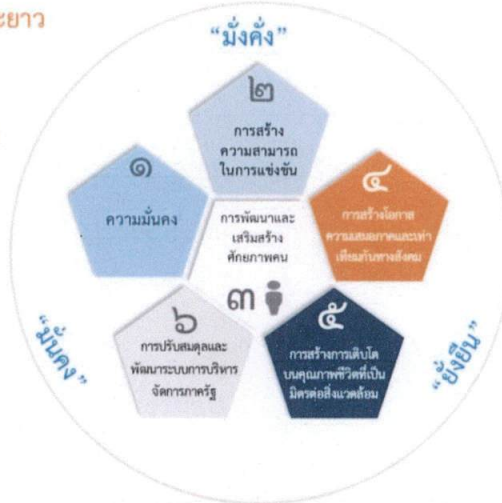 ะยาว
“มั่งคั่ง”
๒
การสร้าง
ความสามารถ
ในการแข่งขัน
๑
ความมั่นคง
การพัฒนาและ
เสริมสร้าง
ศักยภาพคน
๓
๔
การสร้างโอกาส
ความเสมอภาคและเท่า
เทียมกันทางสังคม
๖
การปรับสมดุลและ
พัฒนาระบบการบริหาร
จัดการภาครัฐ
๕
การสร้างการเติบโต
บนคุณภาพชีวิตที่เป็น
มิตรต่อสิ่งแวดล้อม
“มั่นคง”
“ยั่งยืน”